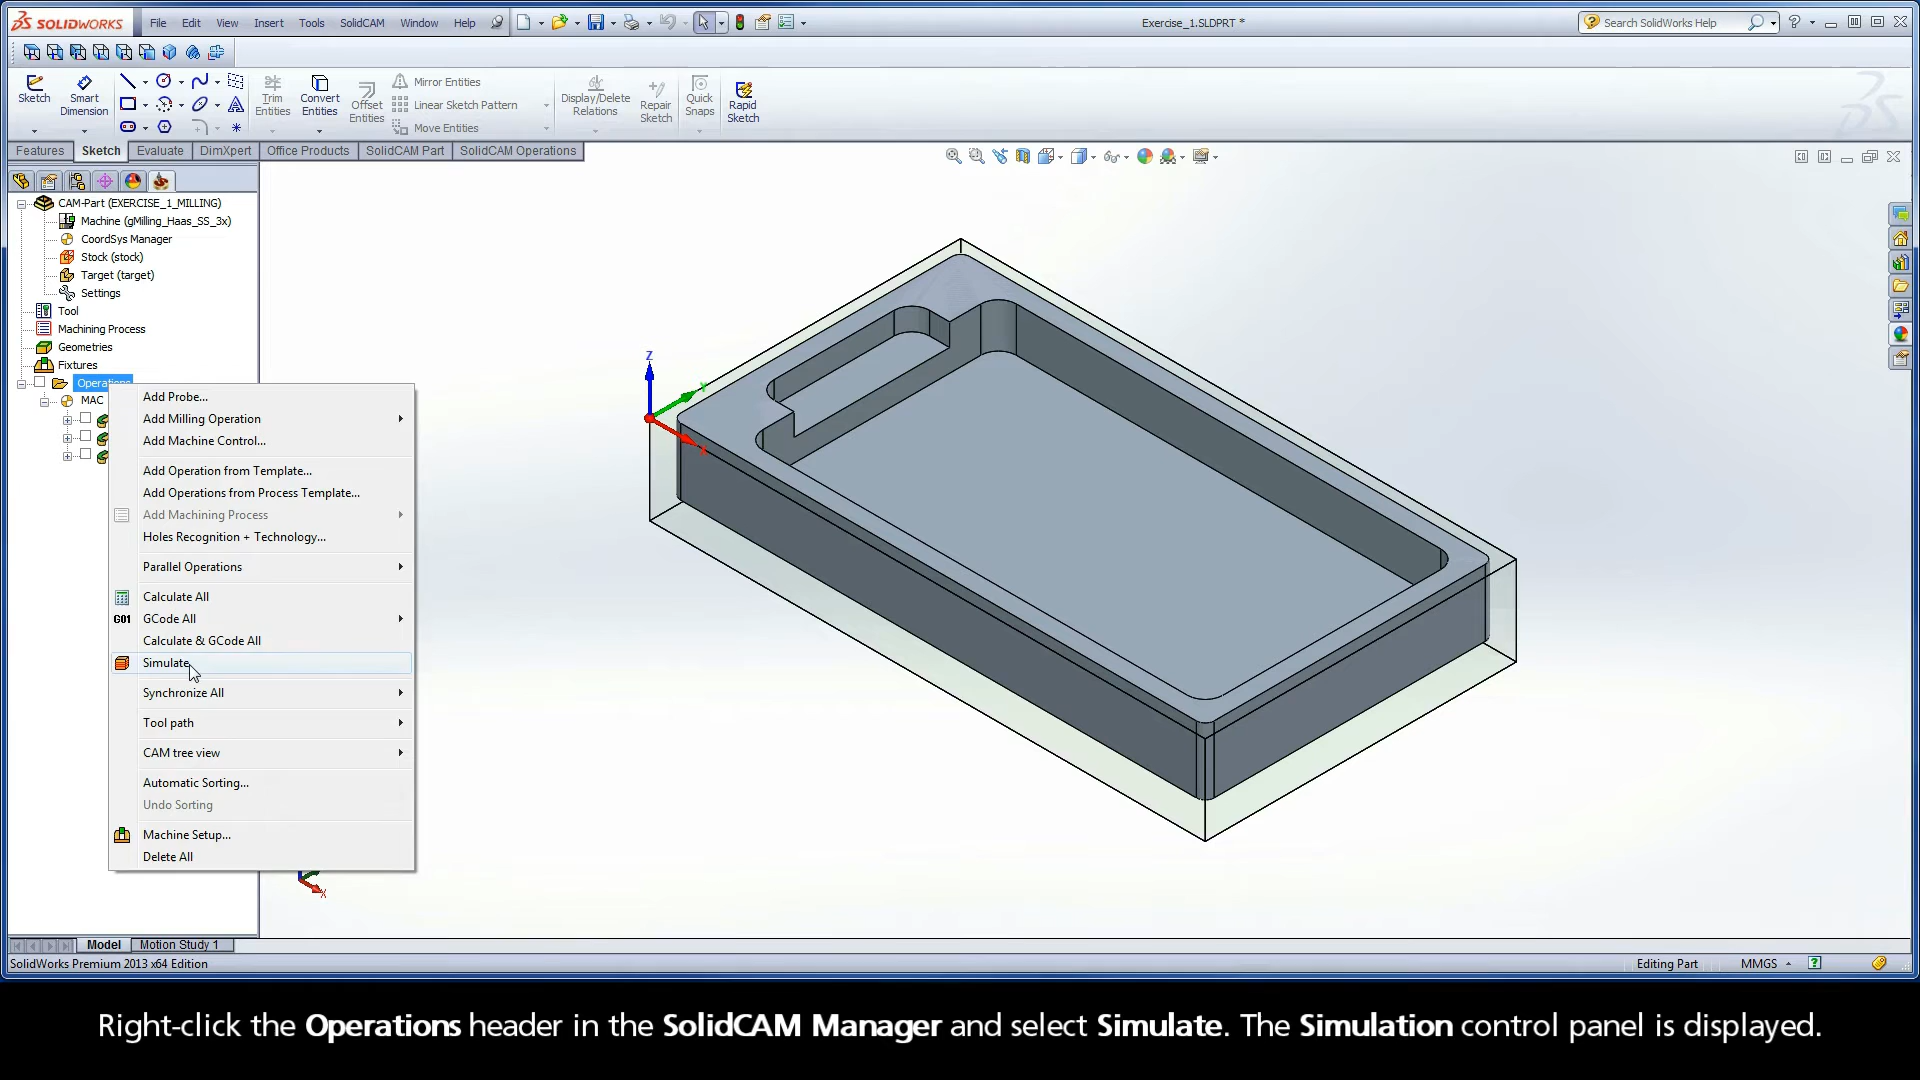 SOLIDWORKS
File Edit View Insert Tools SolidCAM Window Help
Exercise_1.SLDPRT *
Search SolidWorks Help
Sketch
Smart Dimension
Trim Entities
Convert Entities
Offset Entities
Mirror Entities
Linear Sketch Pattern
Move Entities
Display/Delete Relations
Repair Sketch
Quick Snaps
Rapid Sketch
Features Sketch Evaluate DimXpert Office Products SolidCAM Part SolidCAM Operations
CAM-Part (EXERCISE_1_MILLING)
Machine (gMilling_Haas_SS_3x)
CoordSys Manager
Stock (stock)
Target (target)
Settings
Tool
Machining Process
Geometries
Fixtures
Operations
MAC
Add Probe...
Add Milling Operation
Add Machine Control...
Add Operation from Template...
Add Operations from Process Template...
Add Machining Process
Holes Recognition + Technology...
Parallel Operations
Calculate All
G01 GCode All
Calculate & GCode All
Simulate
Synchronize All
Tool path
CAM tree view
Automatic Sorting...
Undo Sorting
Machine Setup...
Delete All
Z
Y
X
X
Model Motion Study 1
SolidWorks Premium 2013 x64 Edition
Editing Part MMGS
Right-click the Operations header in the SolidCAM Manager and select Simulate. The Simulation control panel is displayed.